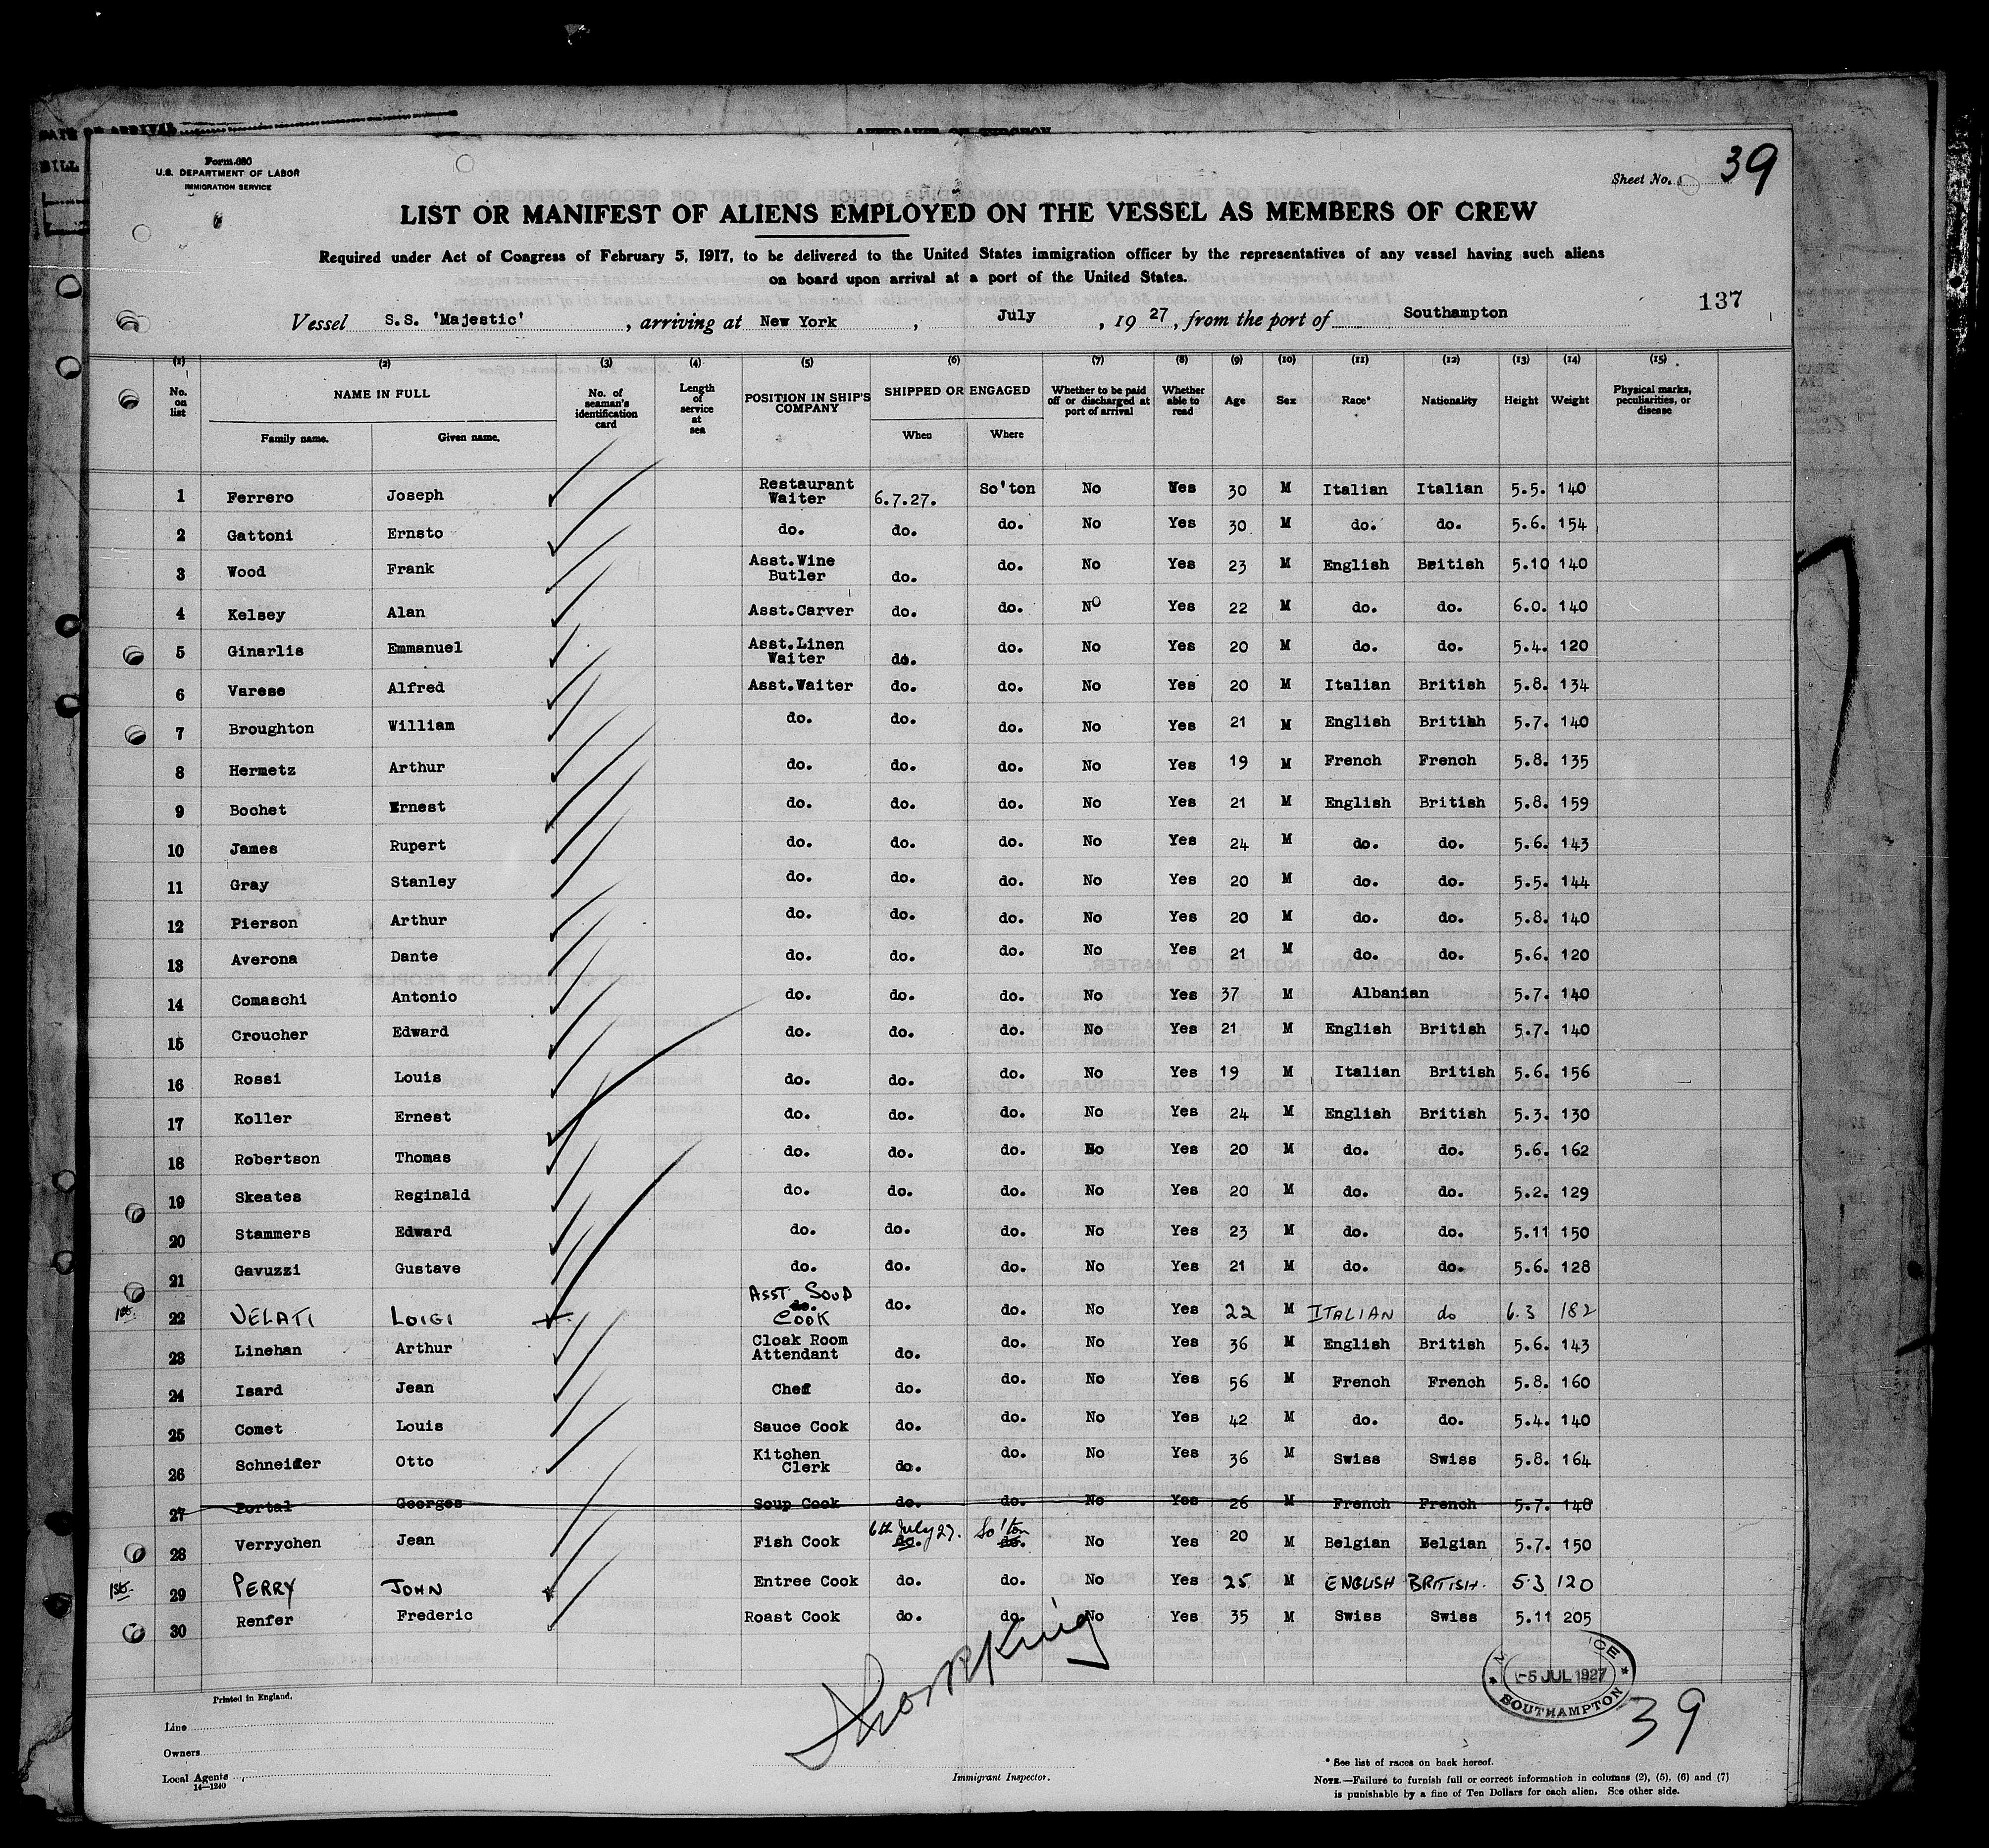 Form 680
U.S. DEPARTMENT OF LABOR
IMMIGRATION SERVICE
Sheet No. 39
LIST OR MANIFEST OF ALIENS EMPLOYED ON THE VESSEL AS MEMBERS OF CREW
Required under Act of Congress of February 5, 1917, to be delivered to the United States immigration officer by the representatives of any vessel having such aliens
on board upon arrival at a port of the United States.
137
Vessel S.S. 'Majestic' , arriving at New York , July , 19 27 , from the port of Southampton
(1) (2) (3) (4) (5) (6) (7) (8) (9) (10) (11) (12) (13) (14) (15)
No. on list NAME IN FULL Family name. Given name. No. of seaman's identification card Length of service at sea POSITION IN SHIP'S COMPANY SHIPPED OR ENGAGED When Where Whether to be paid off or discharged at port of arrival Whether able to read Age Sex Race* Nationality Height Weight Physical marks, peculiarities, or disease
1 Ferrero Joseph Restaurant Waiter 6.7.27. So'ton No Yes 30 M Italian Italian 5.5. 140
2 Gattoni Ernsto do. do. do. No Yes 30 M do. do. 5.6. 154
3 Wood Frank Asst.Wine Butler do. do. No Yes 23 M English British 5.10 140
4 Kelsey Alan Asst.Carver do. do. No Yes 22 M do. do. 6.0. 140
5 Ginarlis Emmanuel Asst.Linen Waiter do. do. No Yes 20 M do. do. 5.4. 120
6 Varese Alfred Asst.Waiter do. do. No Yes 20 M Italian British 5.8. 134
7 Broughton William do. do. do. No Yes 21 M English British 5.7. 140
8 Hermetz Arthur do. do. do. No Yes 19 M French French 5.8. 135
9 Bochet Ernest do. do. do. No Yes 21 M English British 5.8. 159
10 James Rupert do. do. do. No Yes 24 M do. do. 5.6. 143
11 Gray Stanley do. do. do. No Yes 20 M do. do. 5.5. 144
12 Pierson Arthur do. do. do. No Yes 20 M do. do. 5.8. 140
13 Averona Dante do. do. do. No Yes 21 M do. do. 5.6. 120
14 Comaschi Antonio do. do. do. No Yes 37 M Albanian 5.7. 140
15 Croucher Edward do. do. do. No Yes 21 M English British 5.7. 140
16 Rossi Louis do. do. do. No Yes 19 M Italian British 5.6. 156
17 Koller Ernest do. do. do. No Yes 24 M English British 5.3. 130
18 Robertson Thomas do. do. do. No Yes 20 M do. do. 5.6. 162
19 Skeates Reginald do. do. do. No Yes 20 M do. do. 5.2. 129
20 Stammers Edward do. do. do. No Yes 23 M do. do. 5.11 150
21 Gavuzzi Gustave do. do. do. No Yes 21 M do. do. 5.6. 128
1st. 22 VELATI LUIGI ASST. SOUP do. COOK do. do. No Yes 22 M ITALIAN do 6.3 182
23 Linehan Arthur Cloak Room Attendant do. do. No Yes 36 M English British 5.6. 143
24 Isard Jean Chef do. do. No Yes 56 M French French 5.8. 160
25 Comet Louis Sauce Cook do. do. No Yes 42 M do. do. 5.4. 140
26 Schneider Otto Kitchen Clerk do. do. No Yes 36 M Swiss Swiss 5.8. 164
27 Portal Georges Soup Cook do. do. No Yes 26 M French French 5.7. 148
28 Verrychen Jean Fish Cook 6th July 27. do. So'ton do. No Yes 20 M Belgian Belgian 5.7. 150
1st. 29 PERRY JOHN Entree Cook do. do. No Yes 25 M ENGLISH BRITISH. 5.3 120
30 Renfer Frederic Roast Cook do. do. No Yes 35 M Swiss Swiss 5.11 205
-5 JUL 1927
SOUTHAMPTON
39
Printed in England.
Line
Owners
Local Agents
14—1240
Immigrant Inspector.
* See list of races on back hereof.
NOTE.—Failure to furnish full or correct information in columns (2), (5), (6) and (7)
is punishable by a fine of Ten Dollars for each alien. See other side.